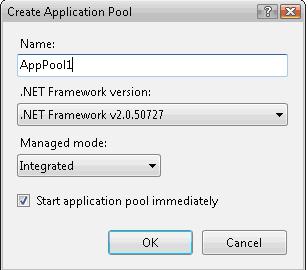 Create Application Pool
Name:
AppPool1
.NET Framework version:
.NET Framework v2.0.50727
Managed mode:
Integrated
Start application pool immediately
OK Cancel